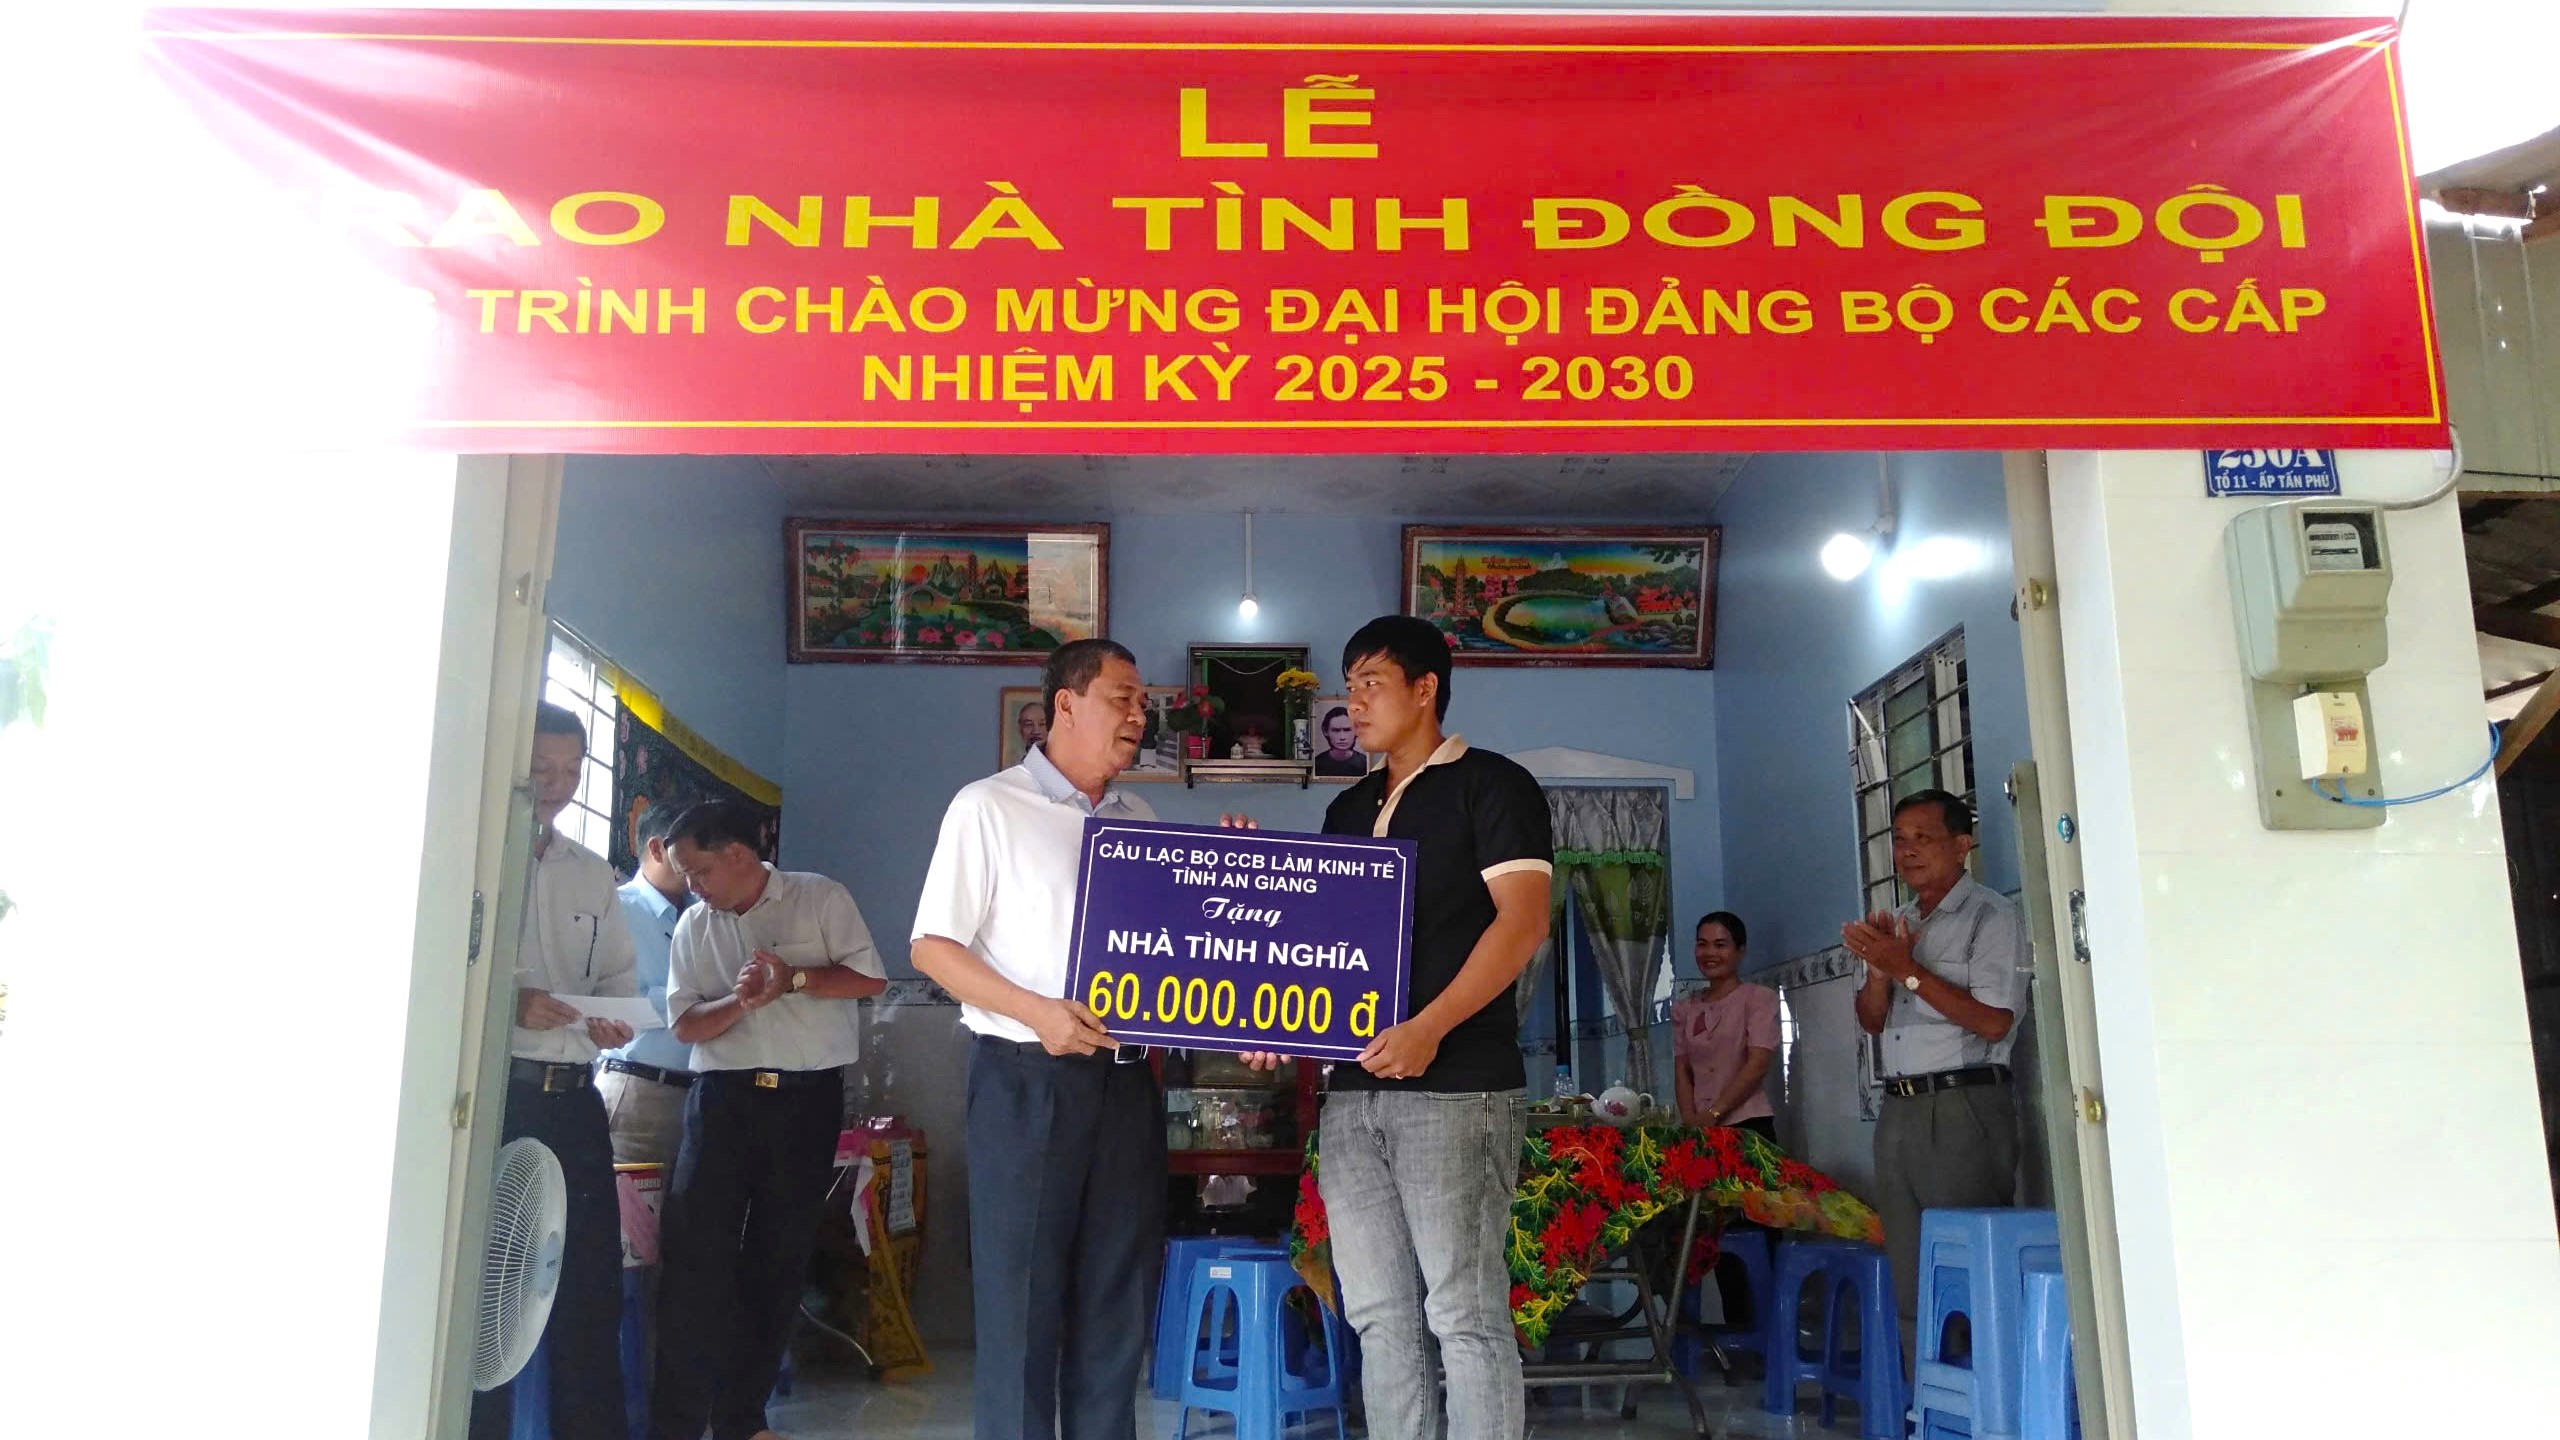 LỄ
TRAO NHÀ TÌNH ĐỒNG ĐỘI
TRÌNH CHÀO MỪNG ĐẠI HỘI ĐẢNG BỘ CÁC CẤP
NHIỆM KỲ 2025 - 2030
230A
TỔ 11 - ẤP TẤN PHÚ
CÂU LẠC BỘ CCB LÀM KINH TẾ
TỈNH AN GIANG
Tặng
NHÀ TÌNH NGHĨA
60.000.000 đ